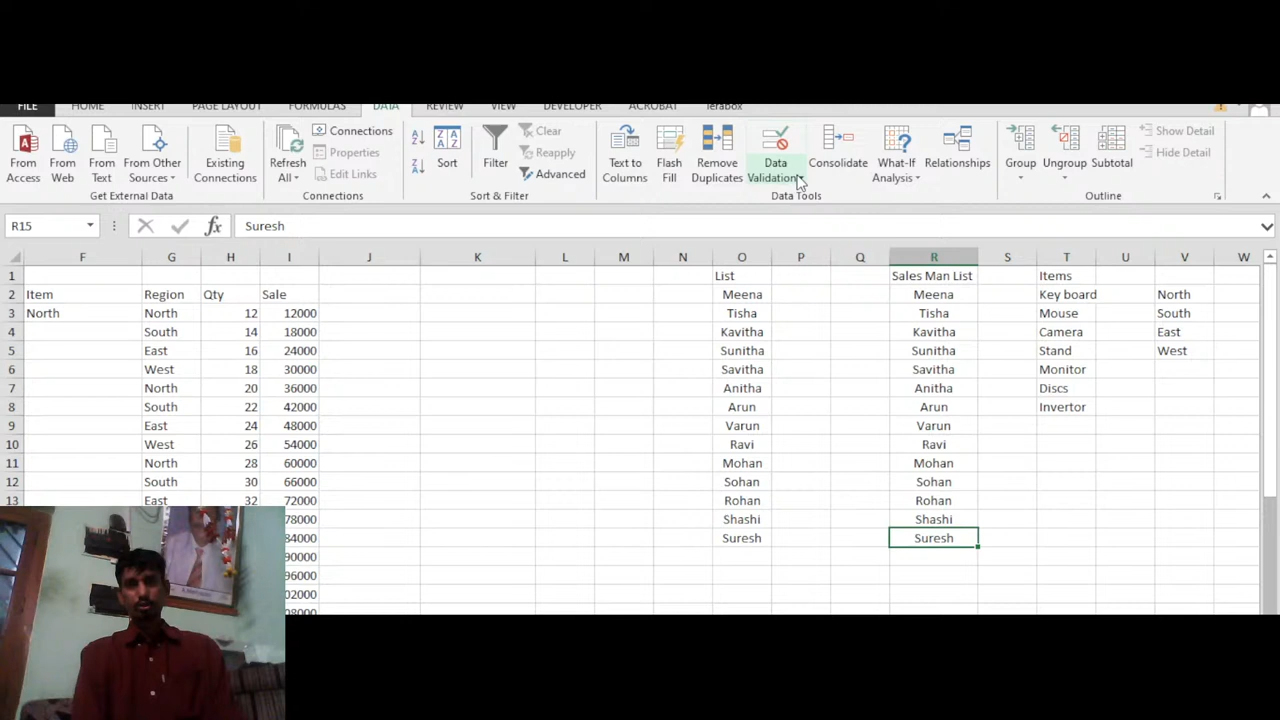 FILE HOME INSERT PAGE LAYOUT FORMULAS DATA REVIEW VIEW DEVELOPER ACROBAT Terabox
From Access From Web From Text From Other Sources Existing Connections Refresh All Connections Properties Edit Links Sort Filter Clear Reapply Advanced Text to Columns Flash Fill Remove Duplicates Data Validation Consolidate What-If Analysis Relationships Group Ungroup Subtotal Show Detail Hide Detail
Get External Data Connections Sort & Filter Data Tools Outline
R15 fx Suresh
F G H I J K L M N O P Q R S T U V W
1 List Sales Man List Items
2 Item Region Qty Sale Meena Meena Key board North
3 North North 12 12000 Tisha Tisha Mouse South
4 South 14 18000 Kavitha Kavitha Camera East
5 East 16 24000 Sunitha Sunitha Stand West
6 West 18 30000 Savitha Savitha Monitor
7 North 20 36000 Anitha Anitha Discs
8 South 22 42000 Arun Arun Invertor
9 East 24 48000 Varun Varun
10 West 26 54000 Ravi Ravi
11 North 28 60000 Mohan Mohan
12 South 30 66000 Sohan Sohan
13 East 32 72000 Rohan Rohan
78000 Shashi Shashi
84000 Suresh Suresh
90000
96000
02000